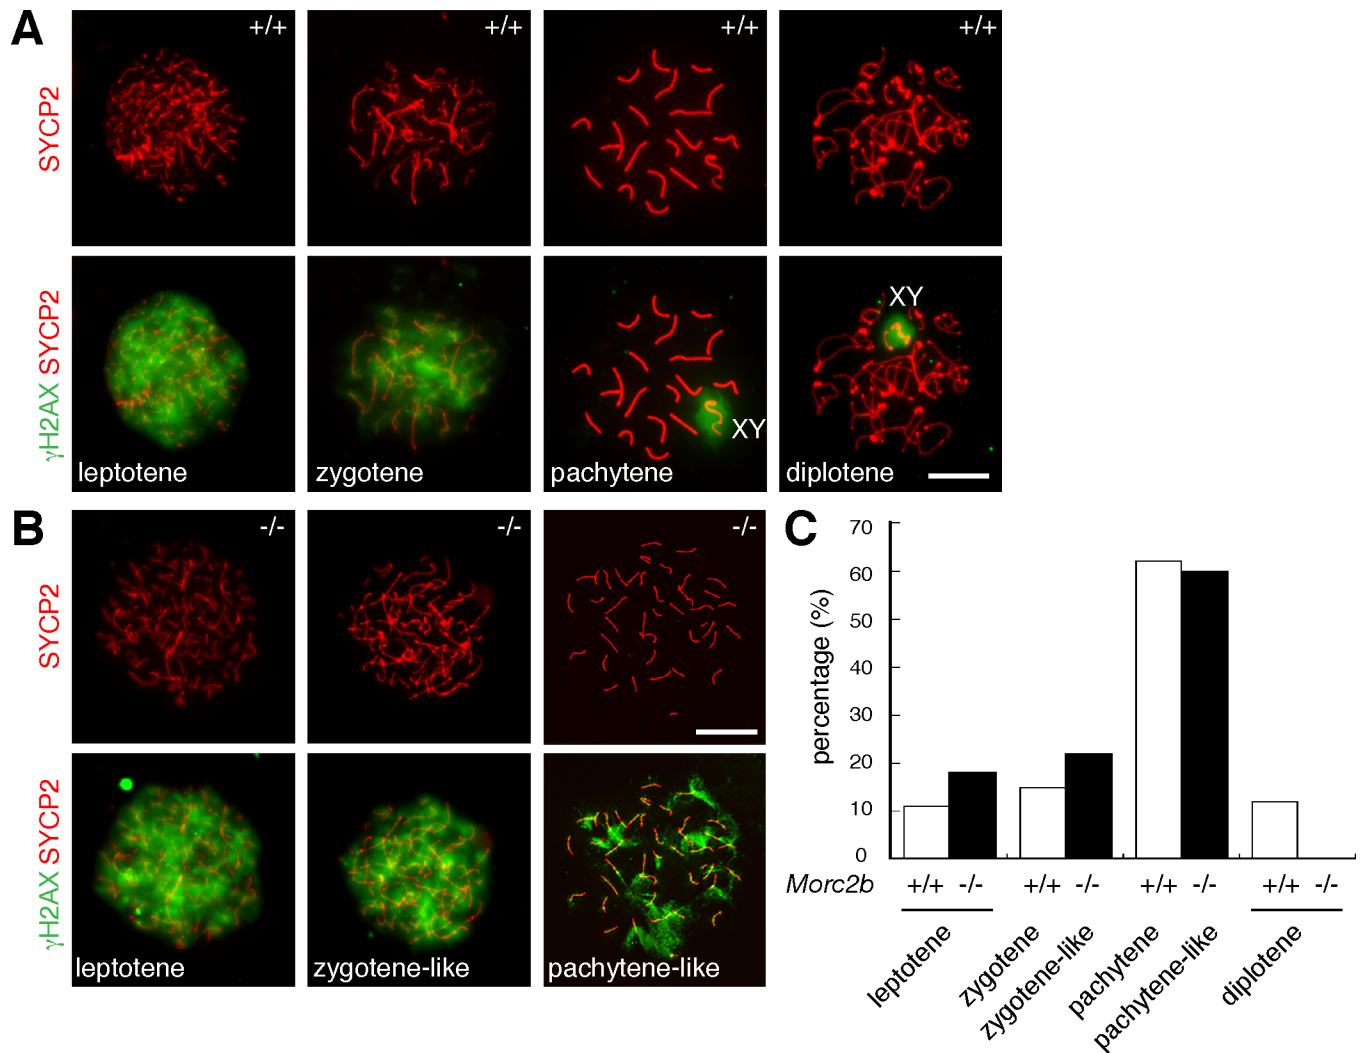 A
+/+
+/+
+/+
+/+
SYCP2
γH2AX SYCP2
XY
XY
leptotene
zygotene
pachytene
diplotene
B
-/-
-/-
-/-
SYCP2
γH2AX SYCP2
leptotene
zygotene-like
pachytene-like
C
percentage (%)
70
60
50
40
30
20
10
0
Morc2b +/+ -/- +/+ -/- +/+ -/- +/+ -/-
leptotene
zygotene
zygotene-like
pachytene
pachytene-like
diplotene